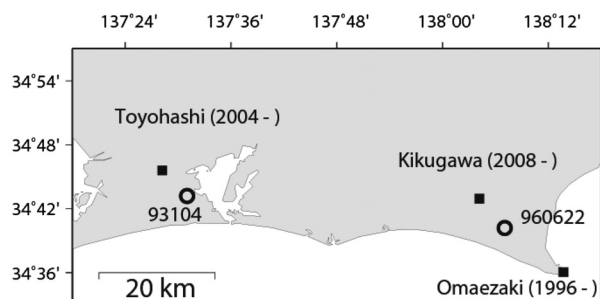 137°24' 137°36' 137°48' 138°00' 138°12'
34°54'
34°48'
34°42'
34°36'
Toyohashi (2004 - )
Kikugawa (2008 - )
93104
960622
Omaezaki (1996 - )
20 km